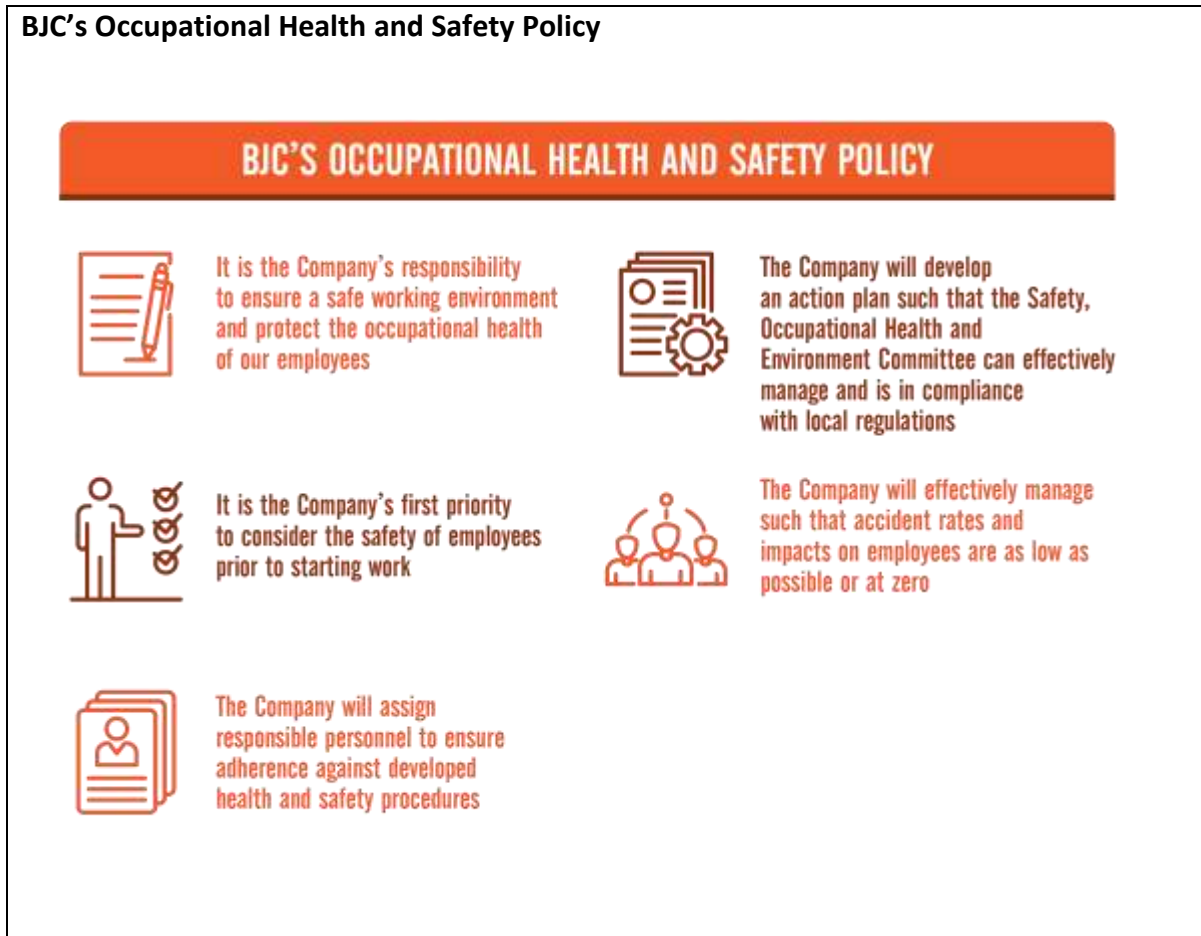 BJC’s Occupational Health and Safety Policy
BJC'S OCCUPATIONAL HEALTH AND SAFETY POLICY
It is the Company's responsibility
to ensure a safe working environment
and protect the occupational health
of our employees
It is the Company's first priority
to consider the safety of employees
prior to starting work
The Company will assign
responsible personnel to ensure
adherence against developed
health and safety procedures
The Company will develop
an action plan such that the Safety,
Occupational Health and
Environment Committee can effectively
manage and is in compliance
with local regulations
The Company will effectively manage
such that accident rates and
impacts on employees are as low as
possible or at zero